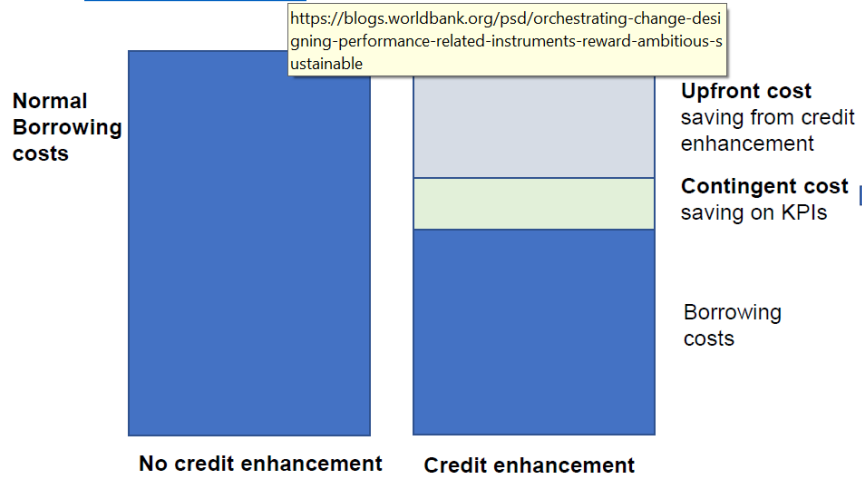 https://blogs.worldbank.org/psd/orchestrating-change-desi
gning-performance-related-instruments-reward-ambitious-s
ustainable
Normal
Borrowing
costs
Upfront cost
saving from credit
enhancement
Contingent cost
saving on KPIs
Borrowing
costs
No credit enhancement
Credit enhancement